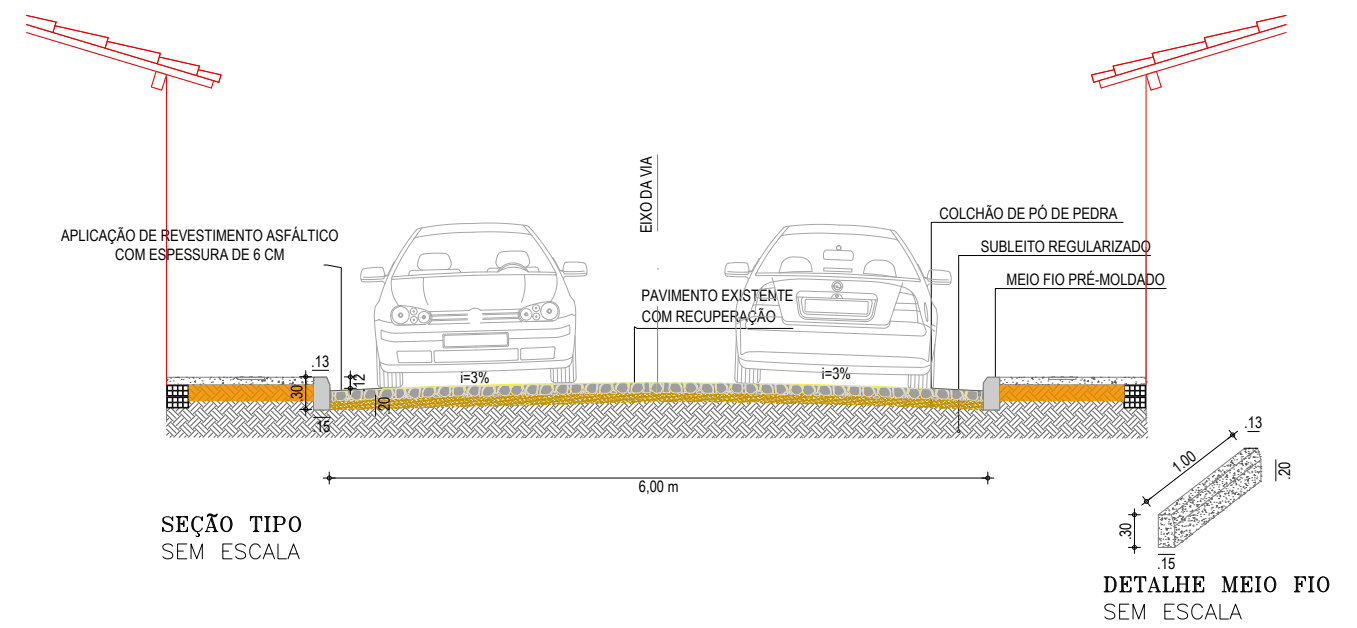 EIXO DA VIA
COLCHÃO DE PÓ DE PEDRA
APLICAÇÃO DE REVESTIMENTO ASFÁLTICO
COM ESPESSURA DE 6 CM
SUBLEITO REGULARIZADO
MEIO FIO PRÉ-MOLDADO
PAVIMENTO EXISTENTE
COM RECUPERAÇÃO
.13
12
i=3%
i=3%
.30
20
.15
6,00 m
.13
1.00
.20
.30
.15
SEÇÃO TIPO
SEM ESCALA
DETALHE MEIO FIO
SEM ESCALA